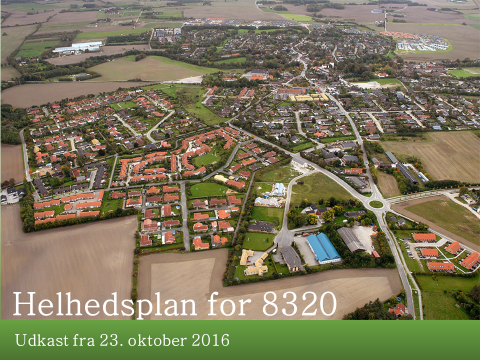 Helhedsplan for 8320
Udkast fra 23. oktober 2016